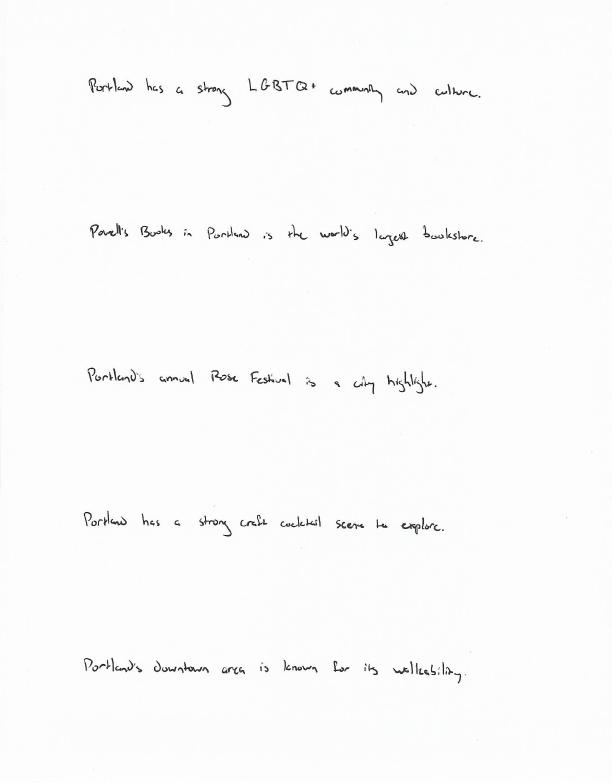 Portland has a strong LGBTQ+ community and culture.
Powell's Books in Portland is the world's largest bookstore.
Portland's annual Rose Festival is a city highlight.
Portland has a strong craft cocktail scene to explore.
Portland's downtown area is known for its walkability.